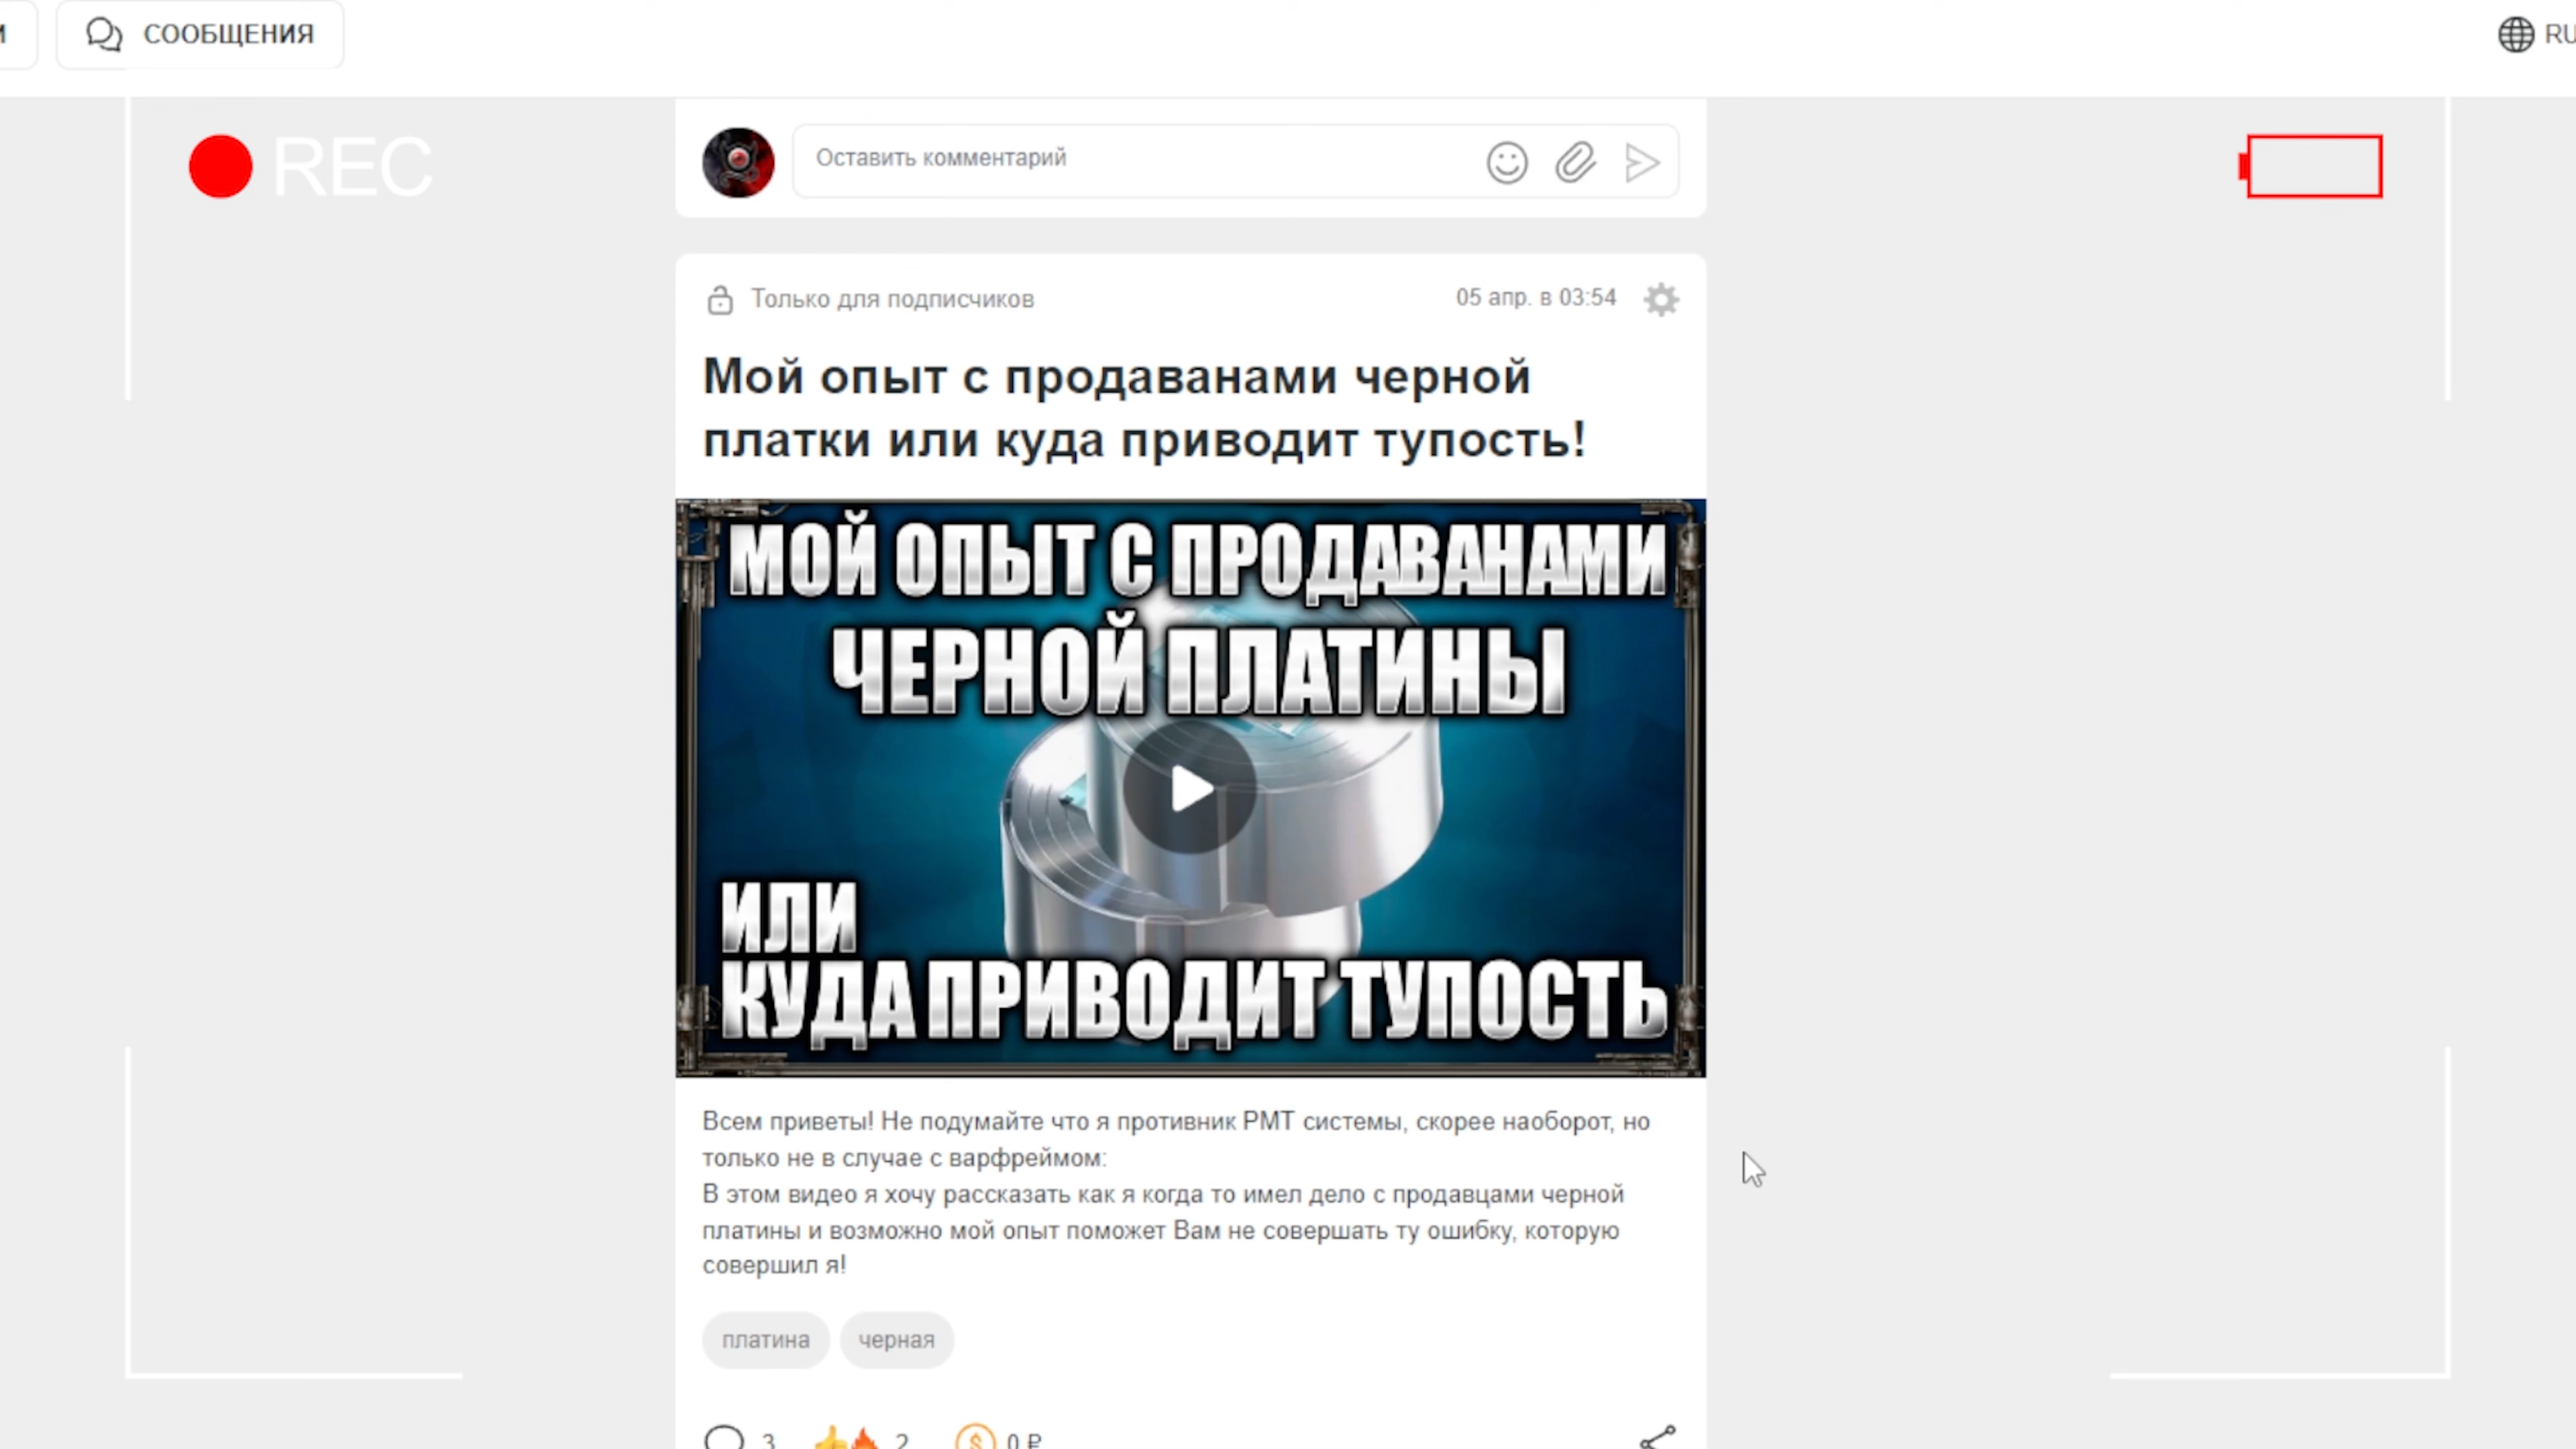 СООБЩЕНИЯ
RU
REC
Оставить комментарий
Только для подписчиков
05 апр. в 03:54
Мой опыт с продаванами черной
платки или куда приводит тупость!
МОЙ ОПЫТ С ПРОДАВАНАМИ
ЧЕРНОЙ ПЛАТИНЫ
ИЛИ
КУДА ПРИВОДИТ ТУПОСТЬ
Всем приветы! Не подумайте что я противник РМТ системы, скорее наоборот, но
только не в случае с варфреймом:
В этом видео я хочу рассказать как я когда то имел дело с продавцами черной
платины и возможно мой опыт поможет Вам не совершать ту ошибку, которую
совершил я!
платина
черная
3
2
0 ₽